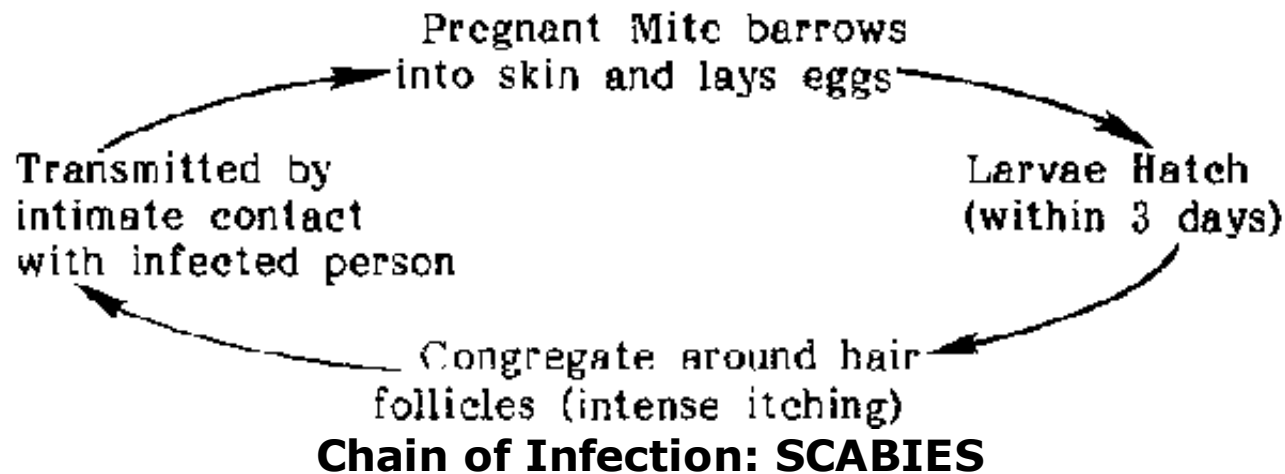 Pregnant Mite barrows
into skin and lays eggs
Larvae Hatch
(within 3 days)
Congregate around hair
follicles (intense itching)
Transmitted by
intimate contact
with infected person
Chain of Infection: SCABIES